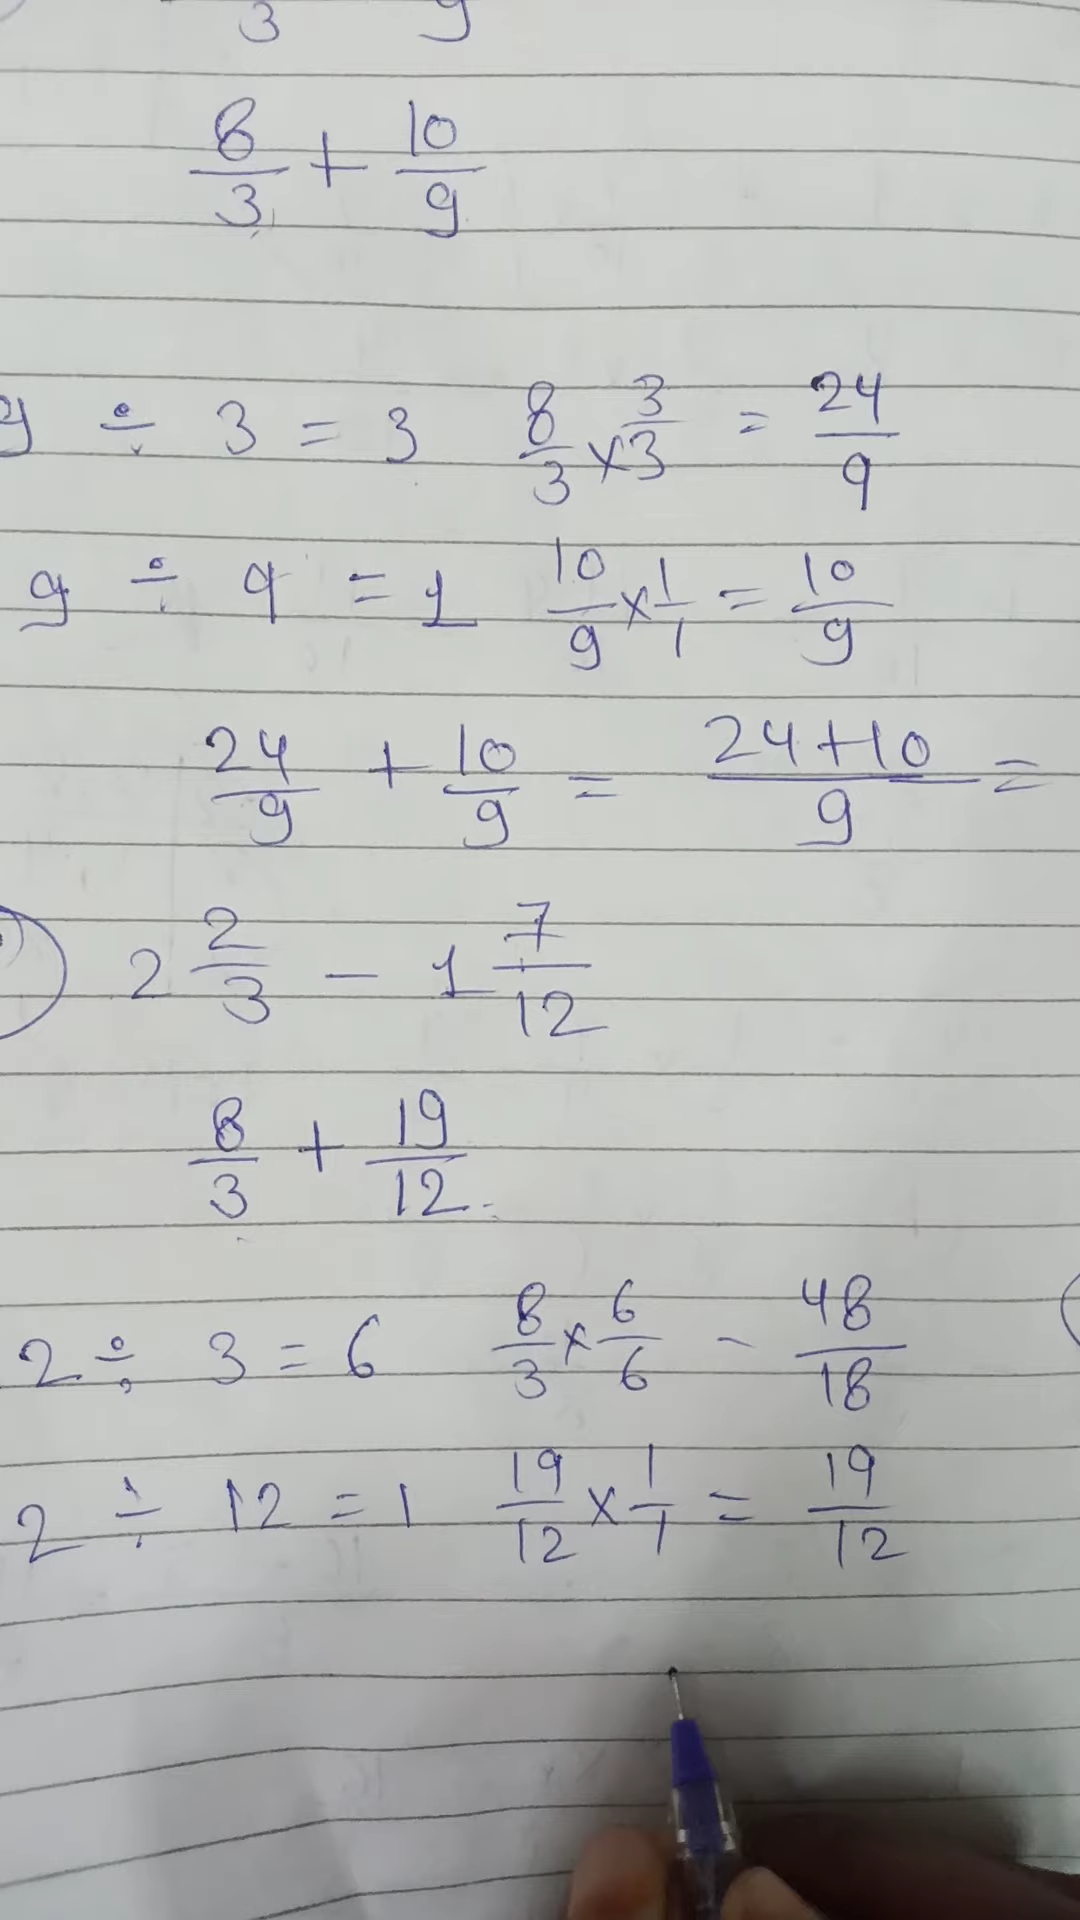 3 9
8/3 + 10/9
9 ÷ 3 = 3 8/3 × 3/3 = 24/9
9 ÷ 9 = 1 10/9 × 1/1 = 10/9
24/9 + 10/9 = 24+10/9 =
2 2/3 - 1 7/12
8/3 + 19/12
2 ÷ 3 = 6 8/3 × 6/6 - 48/18
2 ÷ 12 = 1 19/12 × 1/1 = 19/12